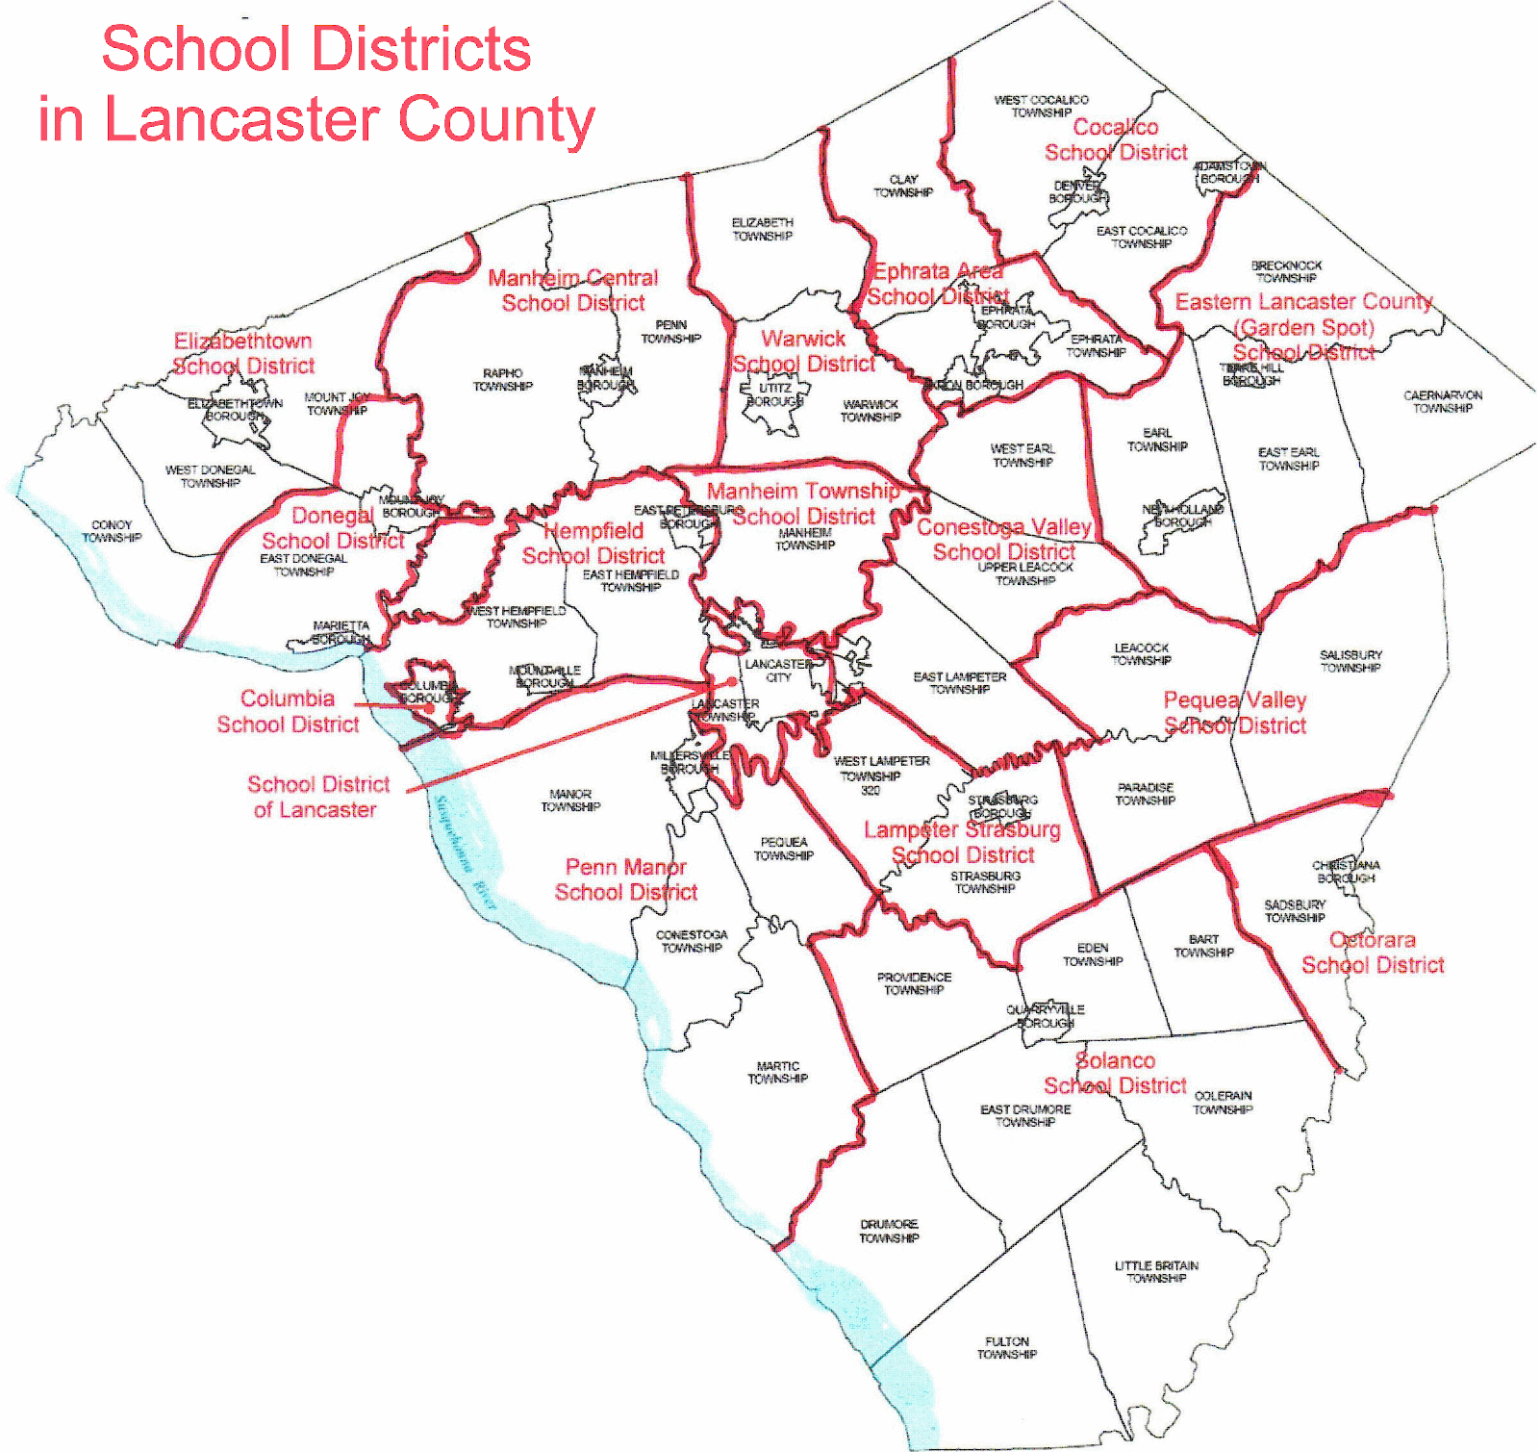 School Districts
in Lancaster County
WEST COCALICO
TOWNSHIP
Cocalico
School District
ADAMSTOWN
BOROUGH
CLAY
TOWNSHIP
DENVER
BOROUGH
ELIZABETH
TOWNSHIP
EAST COCALICO
TOWNSHIP
BRECKNOCK
TOWNSHIP
Manheim Central
School District
Ephrata Area
School District
Eastern Lancaster County
(Garden Spot)
School District
EPHRATA
BOROUGH
PENN
TOWNSHIP
Elizabethtown
School District
Warwick
School District
EPHRATA
TOWNSHIP
RAPHO
TOWNSHIP
MANHEIM
BOROUGH
HILL
BOROUGH
LITITZ
BOROUGH
AKRON BOROUGH
ELIZABETHTOWN
BOROUGH
MOUNT JOY
TOWNSHIP
WARWICK
TOWNSHIP
CAERNARVON
TOWNSHIP
WEST EARL
TOWNSHIP
EARL
TOWNSHIP
EAST EARL
TOWNSHIP
WEST DONEGAL
TOWNSHIP
Manheim Township
School District
MOUNT JOY
BOROUGH
EAST PETERSBURG
BOROUGH
NEW HOLLAND
BOROUGH
Donegal
School District
CONOY
TOWNSHIP
Hempfield
School District
MANHEIM
TOWNSHIP
Conestoga Valley
School District
EAST DONEGAL
TOWNSHIP
EAST HEMPFIELD
TOWNSHIP
UPPER LEACOCK
TOWNSHIP
WEST HEMPFIELD
TOWNSHIP
MARIETTA
BOROUGH
LEACOCK
TOWNSHIP
SALISBURY
TOWNSHIP
LANCASTER
CITY
EAST LAMPETER
TOWNSHIP
MOUNTVILLE
BOROUGH
COLUMBIA
BOROUGH
Columbia
School District
LANCASTER
TOWNSHIP
Pequea Valley
School District
MILLERSVILLE
BOROUGH
WEST LAMPETER
TOWNSHIP
320
School District
of Lancaster
MANOR
TOWNSHIP
PARADISE
TOWNSHIP
STRASBURG
BOROUGH
Susquehanna River
Lampeter Strasburg
School District
PEQUEA
TOWNSHIP
Penn Manor
School District
STRASBURG
TOWNSHIP
CHRISTIANA
BOROUGH
SADSBURY
TOWNSHIP
CONESTOGA
TOWNSHIP
EDEN
TOWNSHIP
BART
TOWNSHIP
Octorara
School District
PROVIDENCE
TOWNSHIP
QUARRYVILLE
BOROUGH
MARTIC
TOWNSHIP
Solanco
School District
COLERAIN
TOWNSHIP
EAST DRUMORE
TOWNSHIP
DRUMORE
TOWNSHIP
LITTLE BRITAIN
TOWNSHIP
FULTON
TOWNSHIP